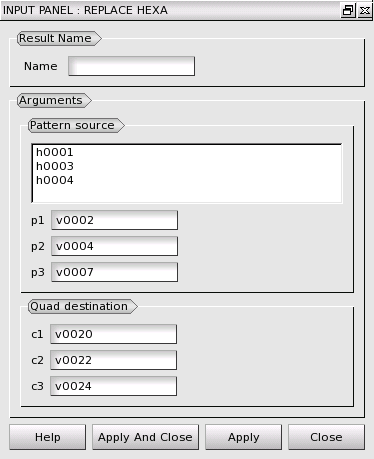 INPUT PANEL : REPLACE HEXA
Result Name
Name
Arguments
Pattern source
h0001
h0003
h0004
p1 v0002
p2 v0004
p3 v0007
Quad destination
c1 v0020
c2 v0022
c3 v0024
Help Apply And Close Apply Close